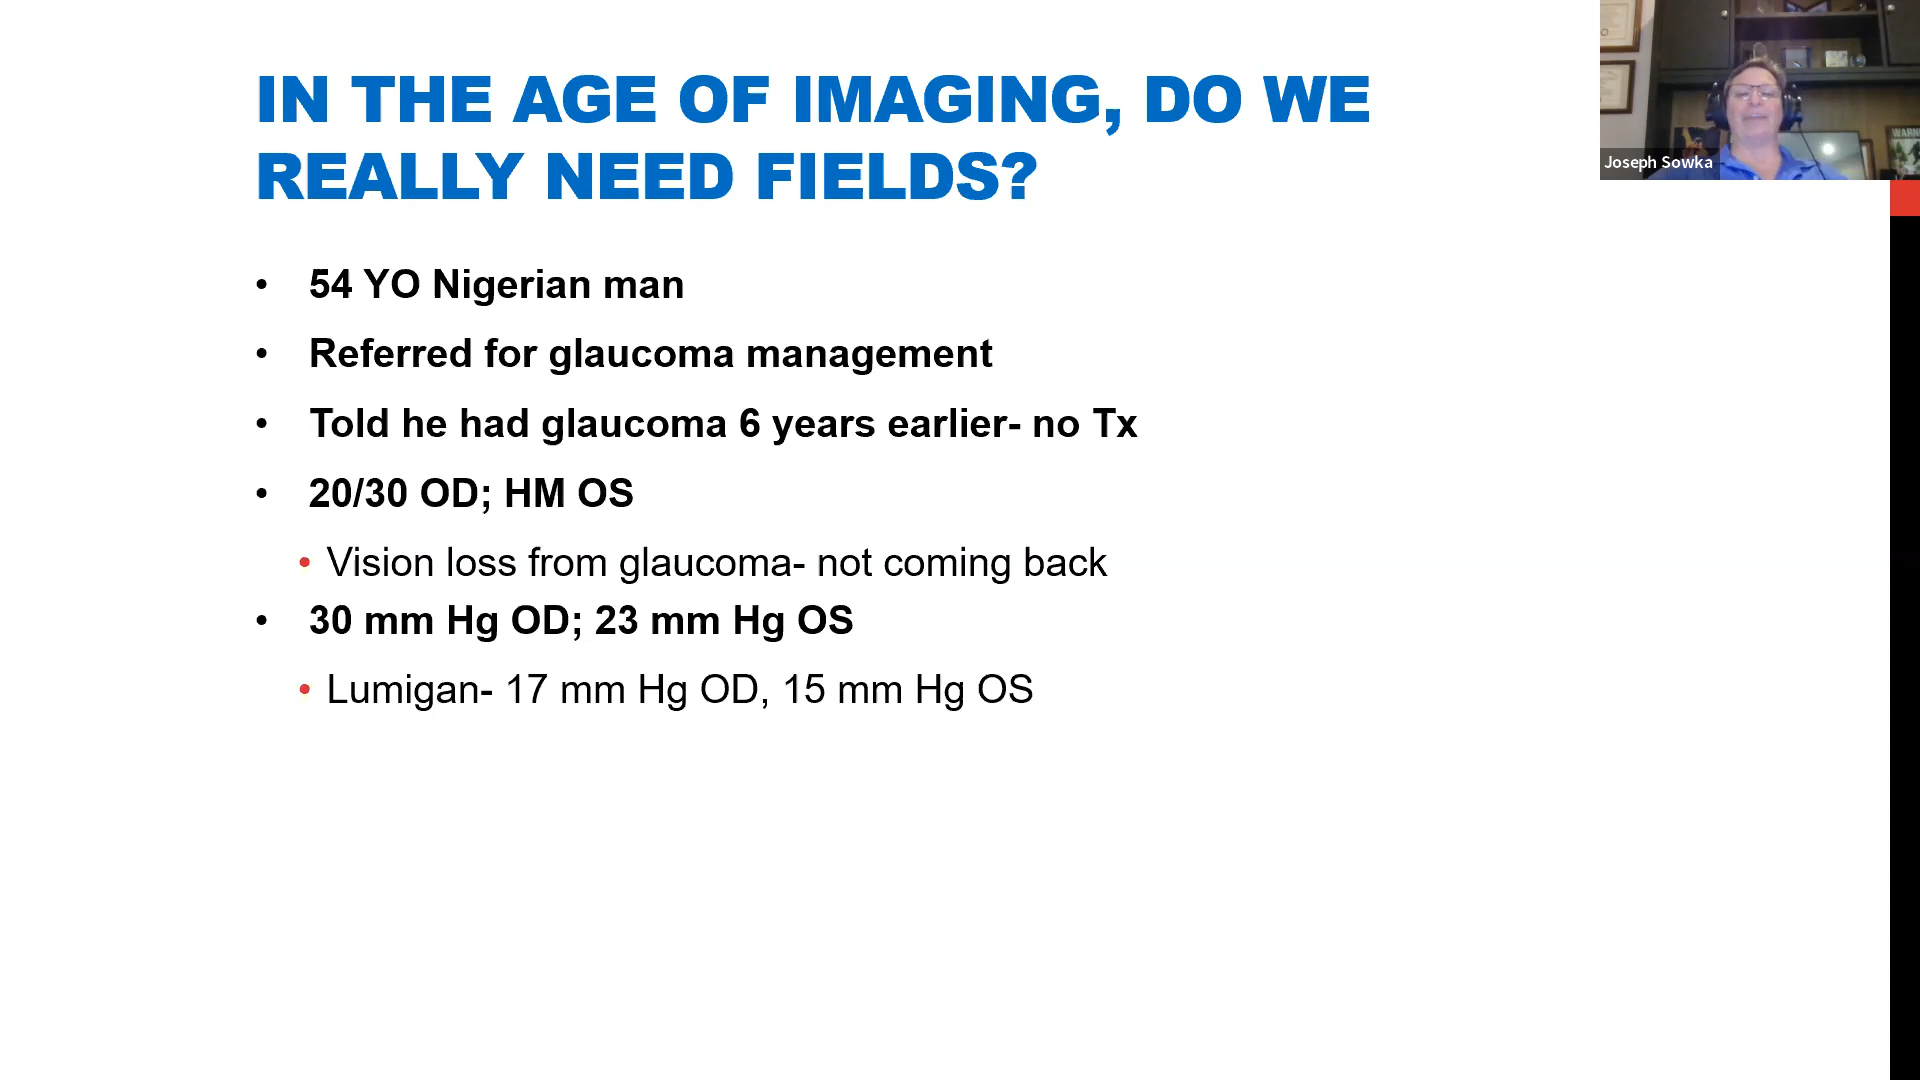 IN THE AGE OF IMAGING, DO WE
REALLY NEED FIELDS?
• 54 YO Nigerian man
• Referred for glaucoma management
• Told he had glaucoma 6 years earlier- no Tx
• 20/30 OD; HM OS
• Vision loss from glaucoma- not coming back
• 30 mm Hg OD; 23 mm Hg OS
• Lumigan- 17 mm Hg OD, 15 mm Hg OS
Joseph Sowka